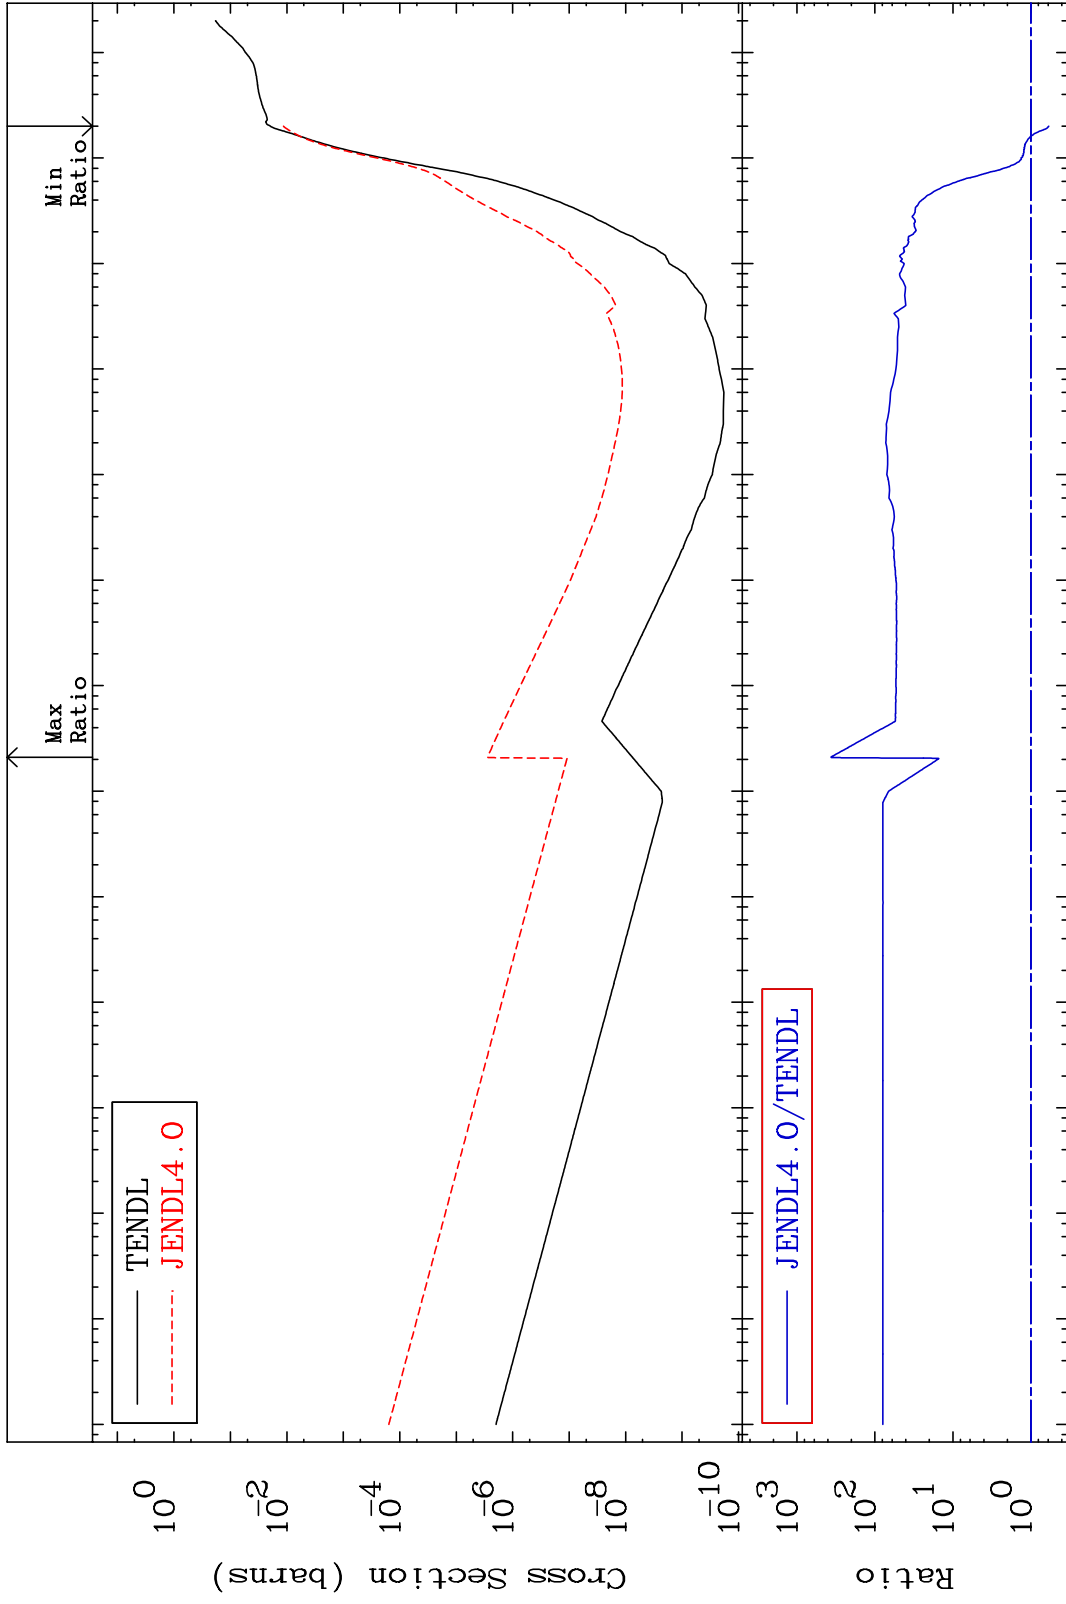 Max
Ratio
Min
Ratio
TENDL
JENDL4.0
10^0
10^-2
10^-4
10^-6
10^-8
10^-10
Cross Section (barns)
JENDL4.0/TENDL
10^3
10^2
10^1
10^0
Ratio